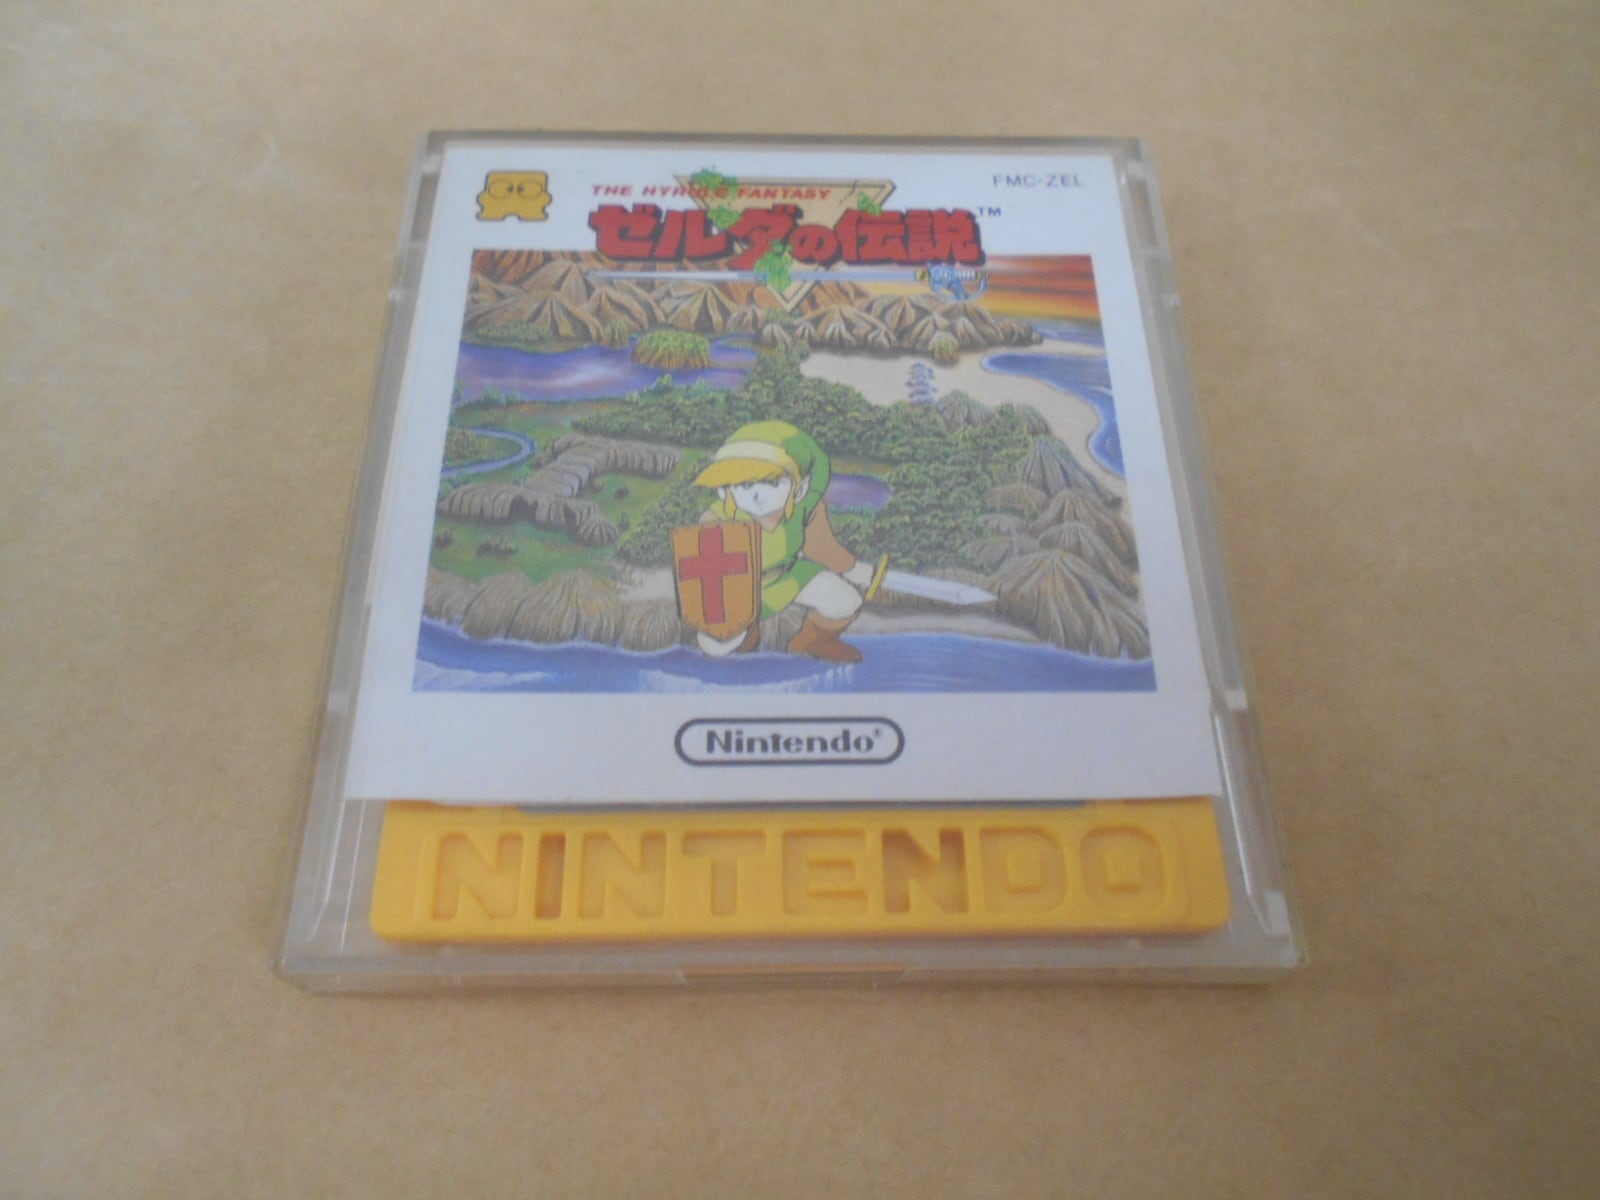 FMC-ZEL
THE HYRULE FANTASY
ゼルダの伝説™
Nintendo®
NINTENDO